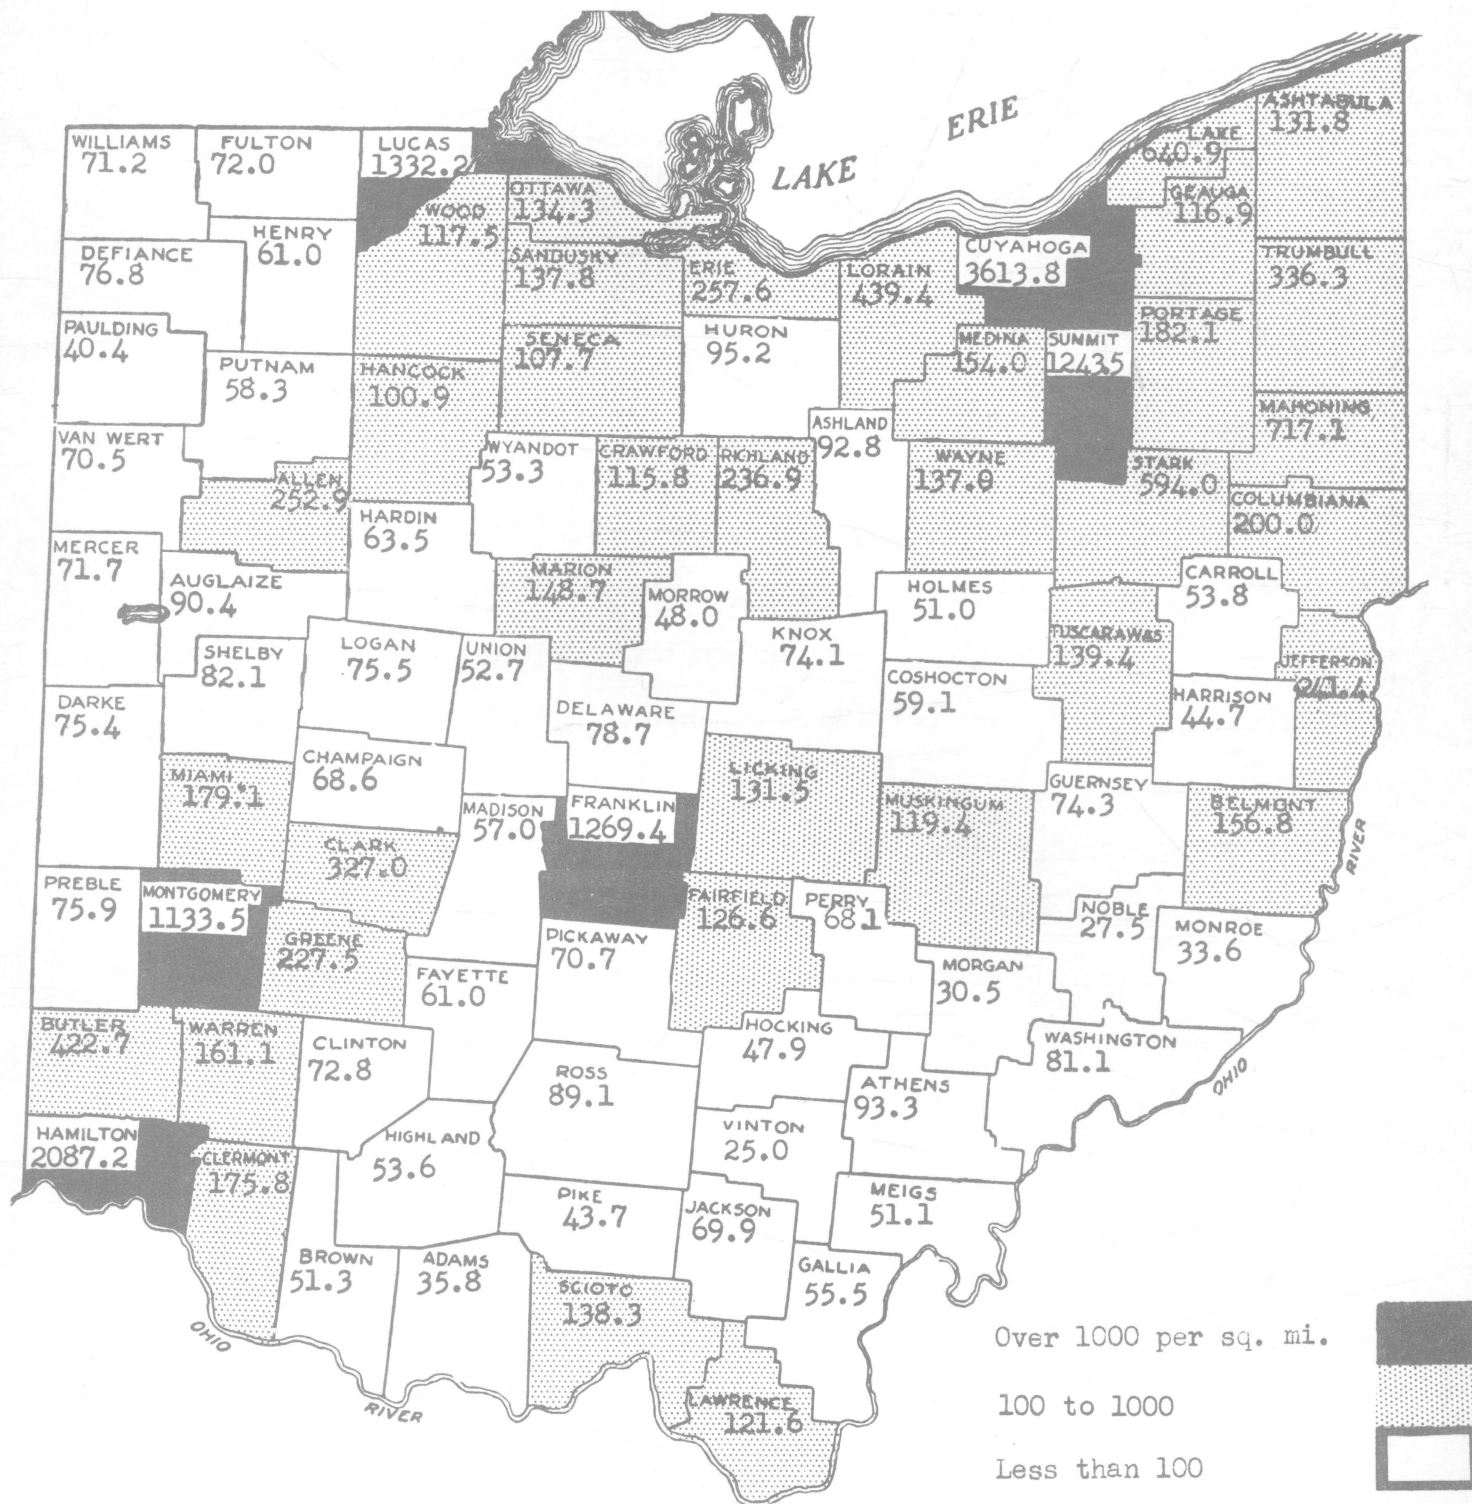 LAKE ERIE
ASHTABULA
131.8
LAKE
640.9
GEAUGA
116.9
WILLIAMS
71.2
FULTON
72.0
LUCAS
1332.2
OTTAWA
134.3
WOOD
117.5
HENRY
61.0
DEFIANCE
76.8
SANDUSKY
137.8
ERIE
257.6
LORAIN
439.4
CUYAHOGA
3613.8
TRUMBULL
336.3
PAULDING
40.4
PUTNAM
58.3
HANCOCK
100.9
SENECA
107.7
HURON
95.2
MEDINA
154.0
SUMMIT
1243.5
PORTAGE
182.1
MAHONING
717.1
VAN WERT
70.5
ALLEN
252.9
WYANDOT
53.3
CRAWFORD
115.8
RICHLAND
236.9
ASHLAND
92.8
WAYNE
STARK
594.0
COLUMBIANA
200.0
MERCER
71.7
AUGLAIZE
90.4
HARDIN
63.5
MARION
148.7
MORROW
48.0
HOLMES
51.0
CARROLL
53.8
TUSCARAWAS
139.4
JEFFERSON
241.4
SHELBY
82.1
LOGAN
75.5
UNION
52.7
KNOX
74.1
COSHOCTON
59.1
HARRISON
44.7
DARKE
75.4
DELAWARE
78.7
MIAMI
179.1
CHAMPAIGN
68.6
LICKING
131.5
MUSKINGUM
119.4
GUERNSEY
74.3
BELMONT
156.8
MADISON
57.0
FRANKLIN
1269.4
CLARK
327.0
PREBLE
75.9
MONTGOMERY
1133.5
GREENE
227.5
FAIRFIELD
126.6
PERRY
68.1
NOBLE
27.5
MONROE
33.6
RIVER
OHIO
PICKAWAY
70.7
FAYETTE
61.0
MORGAN
30.5
BUTLER
422.7
WARREN
161.1
CLINTON
72.8
HOCKING
47.9
WASHINGTON
81.1
ROSS
89.1
ATHENS
93.3
HAMILTON
2087.2
CLERMONT
175.8
HIGHLAND
53.6
VINTON
25.0
PIKE
43.7
JACKSON
69.9
MEIGS
51.1
BROWN
51.3
ADAMS
35.8
SCIOTO
138.3
GALLIA
55.5
OHIO
RIVER
LAWRENCE
121.6
Over 1000 per sq. mi.
100 to 1000
Less than 100